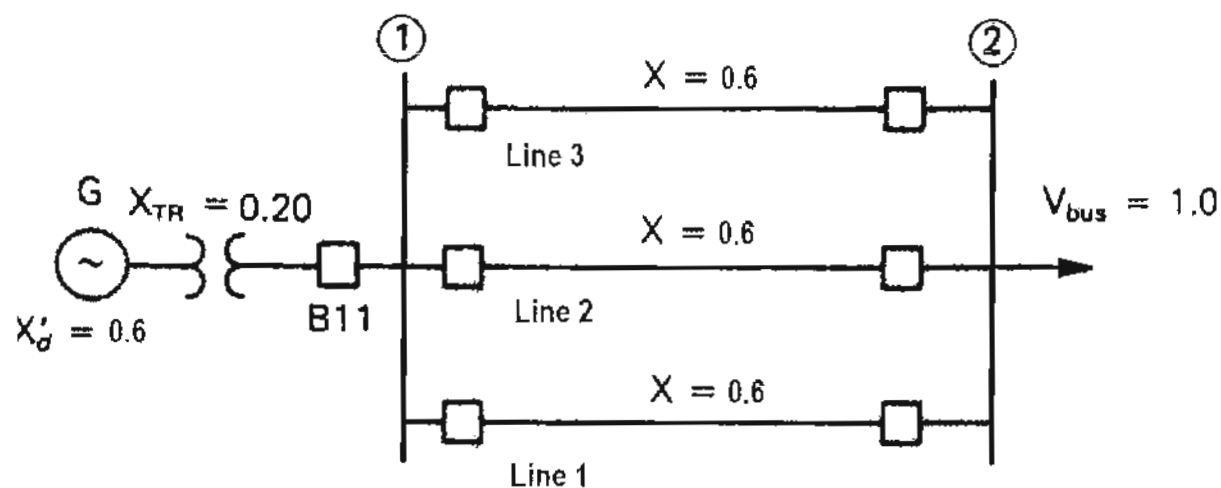 ① ②
X = 0.6
Line 3
G X_TR = 0.20
X = 0.6
V_bus = 1.0
~
B11
Line 2
X'_d = 0.6
X = 0.6
Line 1